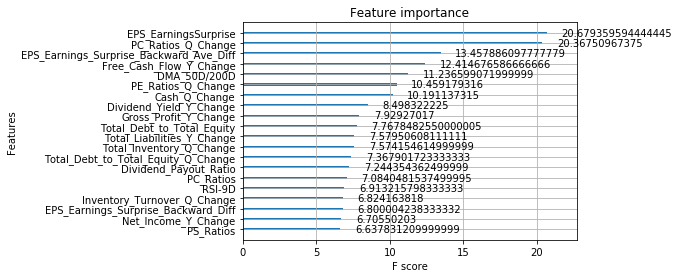 Feature importance
EPS_EarningsSurprise 20.679359594444445
PC_Ratios_Q_Change 20.36750967375
EPS_Earnings_Surprise_Backward_Ave_Diff 13.457886097777779
Free_Cash_Flow_Y_Change 12.414676586666666
DMA_50D/200D 11.236599071999999
PE_Ratios_Q_Change 10.459179316
Cash_Q_Change 10.191137315
Dividend_Yield_Y_Change 8.498322225
Gross_Profit_Y_Change 7.92927017
Total_Debt_to_Total_Equity 7.7678482550000005
Total_Liabilities_Y_Change 7.57950608111111
Total_Inventory_Q_Change 7.574154614999999
Total_Debt_to_Total_Equity_Q_Change 7.367901723333333
Dividend_Payout_Ratio 7.244354362499999
PC_Ratios 7.0840481537499995
RSI-9D 6.913215798333333
Inventory_Turnover_Q_Change 6.824163818
EPS_Earnings_Surprise_Backward_Diff 6.800004238333332
Net_Income_Y_Change 6.70550203
PS_Ratios 6.637831209999999
Features
0 5 10 15 20
F score